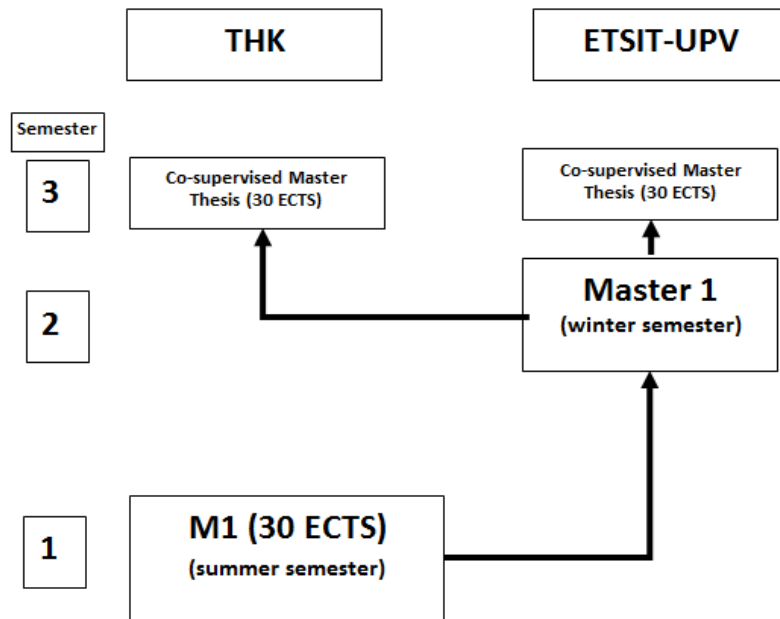 THK
ETSIT-UPV
Semester
3
Co-supervised Master
Thesis (30 ECTS)
Co-supervised Master
Thesis (30 ECTS)
2
Master 1
(winter semester)
1
M1 (30 ECTS)
(summer semester)